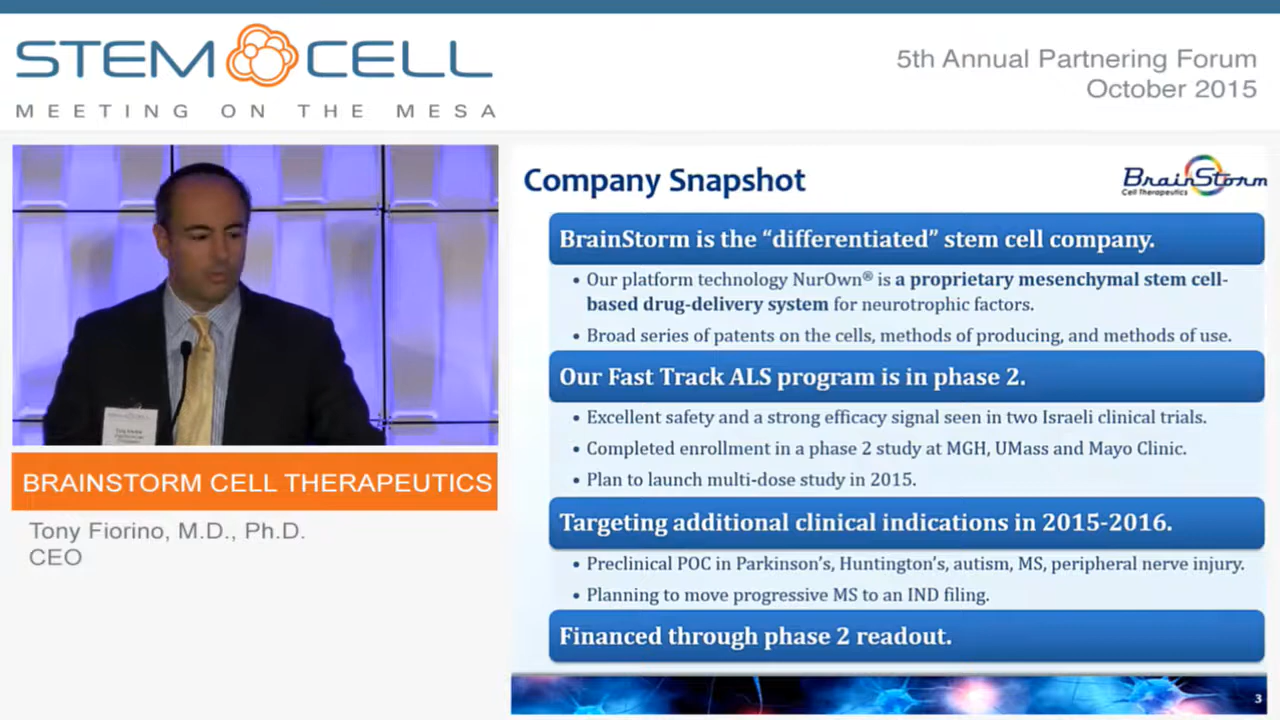 STEM CELL
MEETING ON THE MESA
5th Annual Partnering Forum
October 2015
BRAINSTORM CELL THERAPEUTICS
Tony Fiorino, M.D., Ph.D.
CEO
Company Snapshot
BrainStorm
Cell Therapeutics
BrainStorm is the “differentiated” stem cell company.
• Our platform technology NurOwn® is a proprietary mesenchymal stem cell-
based drug-delivery system for neurotrophic factors.
• Broad series of patents on the cells, methods of producing, and methods of use.
Our Fast Track ALS program is in phase 2.
• Excellent safety and a strong efficacy signal seen in two Israeli clinical trials.
• Completed enrollment in a phase 2 study at MGH, UMass and Mayo Clinic.
• Plan to launch multi-dose study in 2015.
Targeting additional clinical indications in 2015-2016.
• Preclinical POC in Parkinson’s, Huntington’s, autism, MS, peripheral nerve injury.
• Planning to move progressive MS to an IND filing.
Financed through phase 2 readout.
3